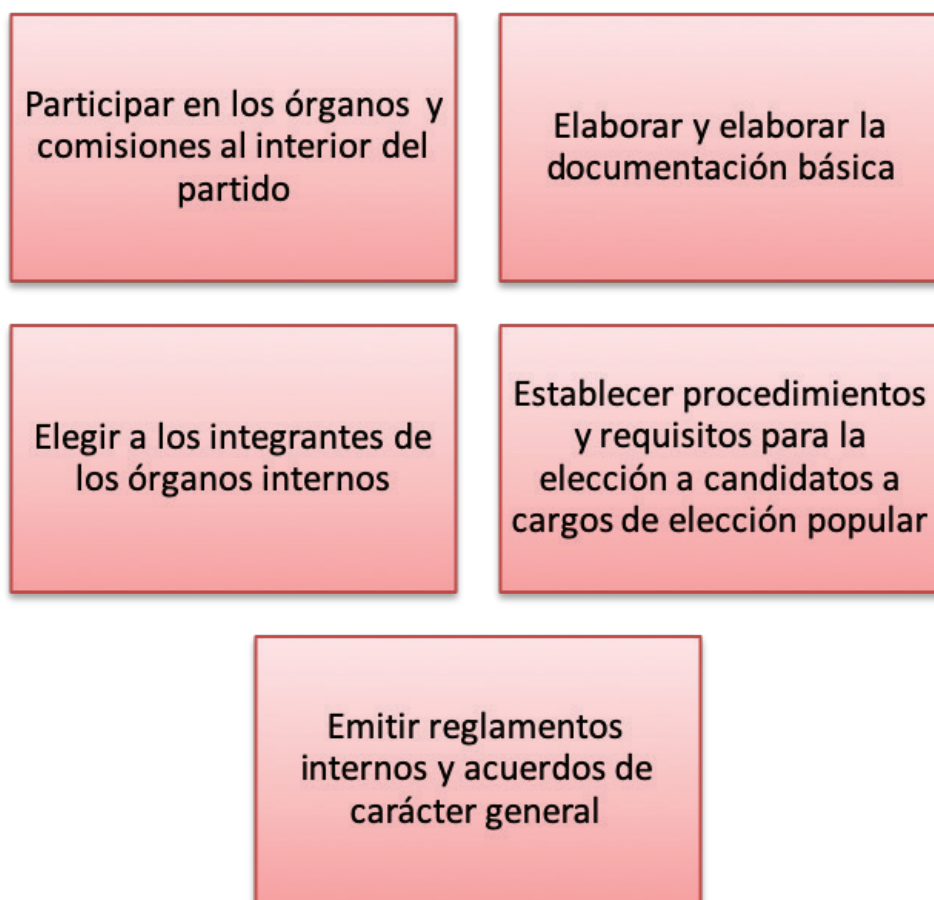 Participar en los órganos y
comisiones al interior del
partido
Elaborar y elaborar la
documentación básica
Elegir a los integrantes de
los órganos internos
Establecer procedimientos
y requisitos para la
elección a candidatos a
cargos de elección popular
Emitir reglamentos
internos y acuerdos de
carácter general